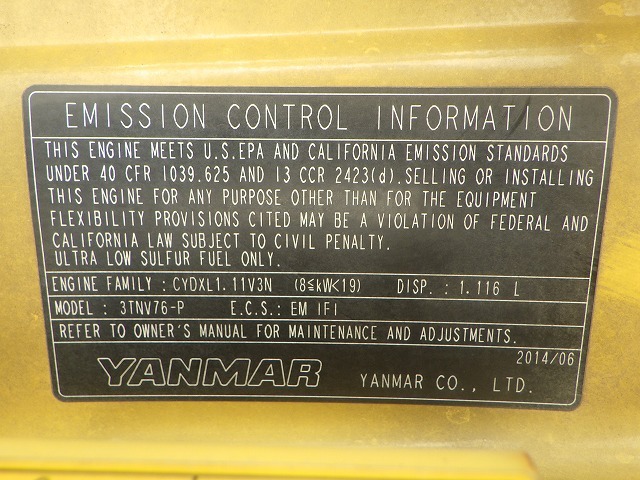 EMISSION CONTROL INFORMATION
THIS ENGINE MEETS U.S.EPA AND CALIFORNIA EMISSION STANDARDS
UNDER 40 CFR 1039.625 AND 13 CCR 2423(d).SELLING OR INSTALLING
THIS ENGINE FOR ANY PURPOSE OTHER THAN FOR THE EQUIPMENT
FLEXIBILITY PROVISIONS CITED MAY BE A VIOLATION OF FEDERAL AND
CALIFORNIA LAW SUBJECT TO CIVIL PENALTY.
ULTRA LOW SULFUR FUEL ONLY.
ENGINE FAMILY : CYDXL1.11V3N (8≦kW<19) DISP. : 1.116 L
MODEL : 3TNV76-P E.C.S.: EM IFI
REFER TO OWNER'S MANUAL FOR MAINTENANCE AND ADJUSTMENTS.
2014/06
YANMAR YANMAR CO., LTD.